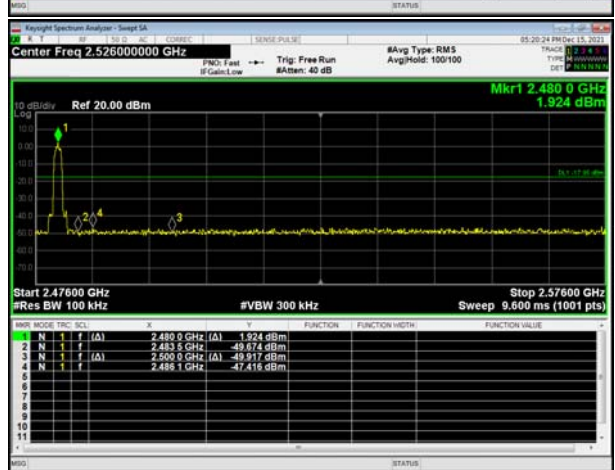 MSG STATUS
Keysight Spectrum Analyzer - Swept SA
R T RF 50 Ω AC CORREC SENSE:PULSE 05:20:24 PM Dec 15, 2021
Center Freq 2.526000000 GHz #Avg Type: RMS TRACE 1 2 3 4 5 6
PNO: Fast Trig: Free Run Avg|Hold: 100/100 TYPE M WWWWW
IFGain:Low #Atten: 40 dB DET P N N N N N
Mkr1 2.480 0 GHz
10 dB/div Ref 20.00 dBm 1.924 dBm
Log
10.0
0.00
-10.0
-20.0
-30.0
-40.0
-50.0
-60.0
-70.0
1
2
4
3
Start 2.47600 GHz Stop 2.57600 GHz
#Res BW 100 kHz #VBW 300 kHz Sweep 9.600 ms (1001 pts)
MKR MODE TRC SCL X Y FUNCTION FUNCTION WIDTH FUNCTION VALUE
1 N 1 f (Δ) 2.480 0 GHz (Δ) 1.924 dBm
2 N 1 f 2.483 5 GHz -49.674 dBm
3 N 1 f (Δ) 2.500 0 GHz (Δ) -49.917 dBm
4 N 1 f 2.486 1 GHz -47.416 dBm
5
6
7
8
9
10
11
MSG STATUS